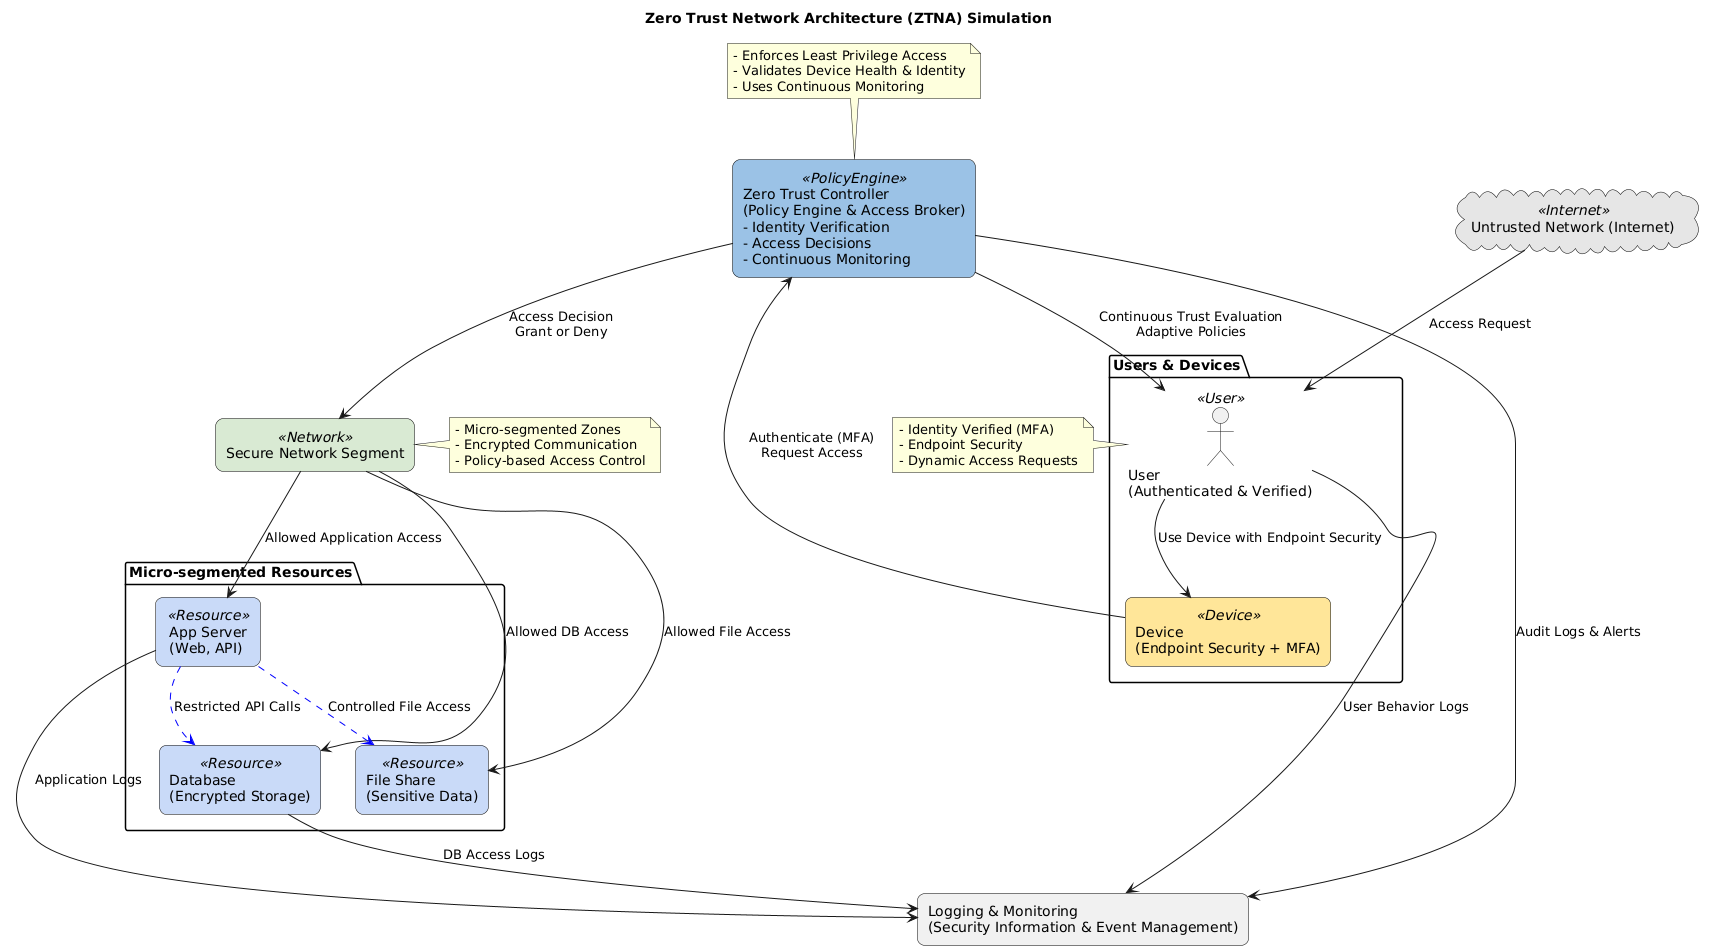 Zero Trust Network Architecture (ZTNA) Simulation
- Enforces Least Privilege Access
- Validates Device Health & Identity
- Uses Continuous Monitoring
«PolicyEngine»
Zero Trust Controller
(Policy Engine & Access Broker)
- Identity Verification
- Access Decisions
- Continuous Monitoring
«Internet»
Untrusted Network (Internet)
Access Decision
Grant or Deny
Continuous Trust Evaluation
Adaptive Policies
Access Request
Users & Devices
«Network»
Secure Network Segment
- Micro-segmented Zones
- Encrypted Communication
- Policy-based Access Control
Authenticate (MFA)
Request Access
- Identity Verified (MFA)
- Endpoint Security
- Dynamic Access Requests
«User»
User
(Authenticated & Verified)
Allowed Application Access
Use Device with Endpoint Security
Micro-segmented Resources
«Resource»
App Server
(Web, API)
Allowed DB Access
Allowed File Access
«Device»
Device
(Endpoint Security + MFA)
Audit Logs & Alerts
Restricted API Calls
Controlled File Access
User Behavior Logs
Application Logs
«Resource»
Database
(Encrypted Storage)
«Resource»
File Share
(Sensitive Data)
DB Access Logs
Logging & Monitoring
(Security Information & Event Management)